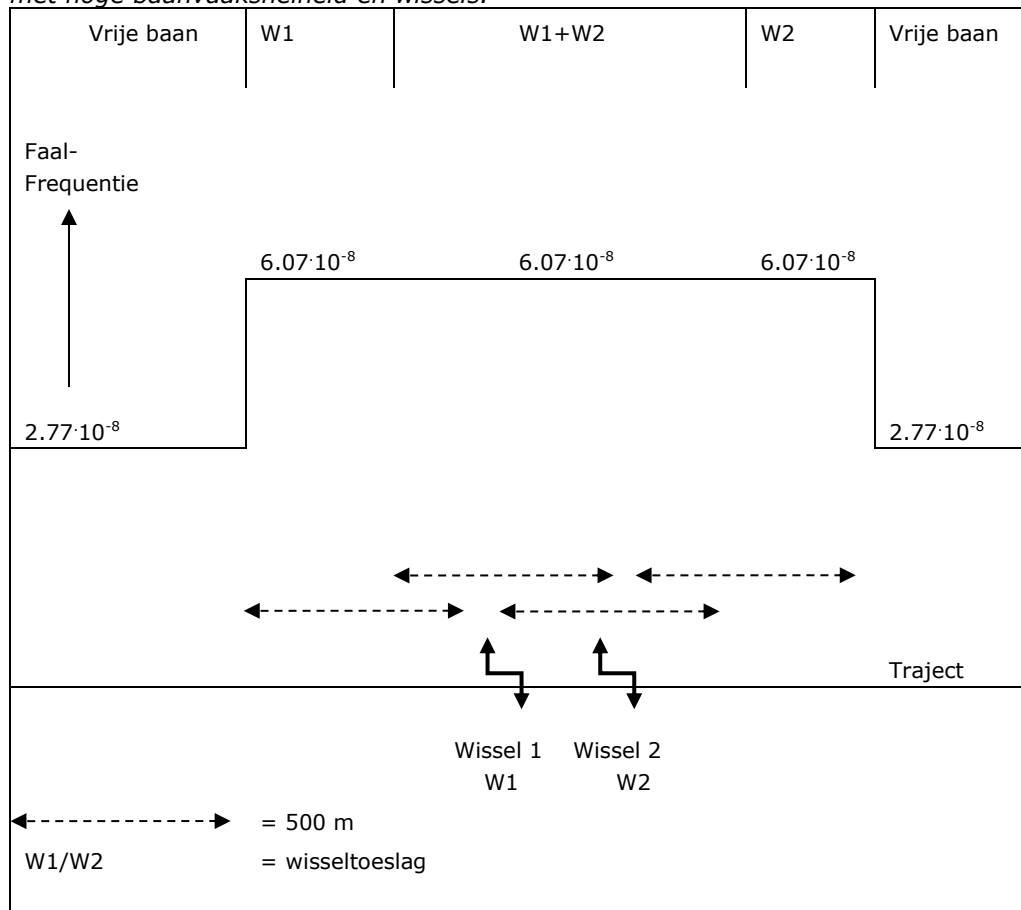 met hoge baanvaksnelheid en wissels.
Vrije baan W1 W1+W2 W2 Vrije baan
Faal-
Frequentie
6.07·10⁻⁸ 6.07·10⁻⁸ 6.07·10⁻⁸
2.77·10⁻⁸ 2.77·10⁻⁸
Traject
Wissel 1 Wissel 2
W1 W2
= 500 m
W1/W2 = wisseltoeslag